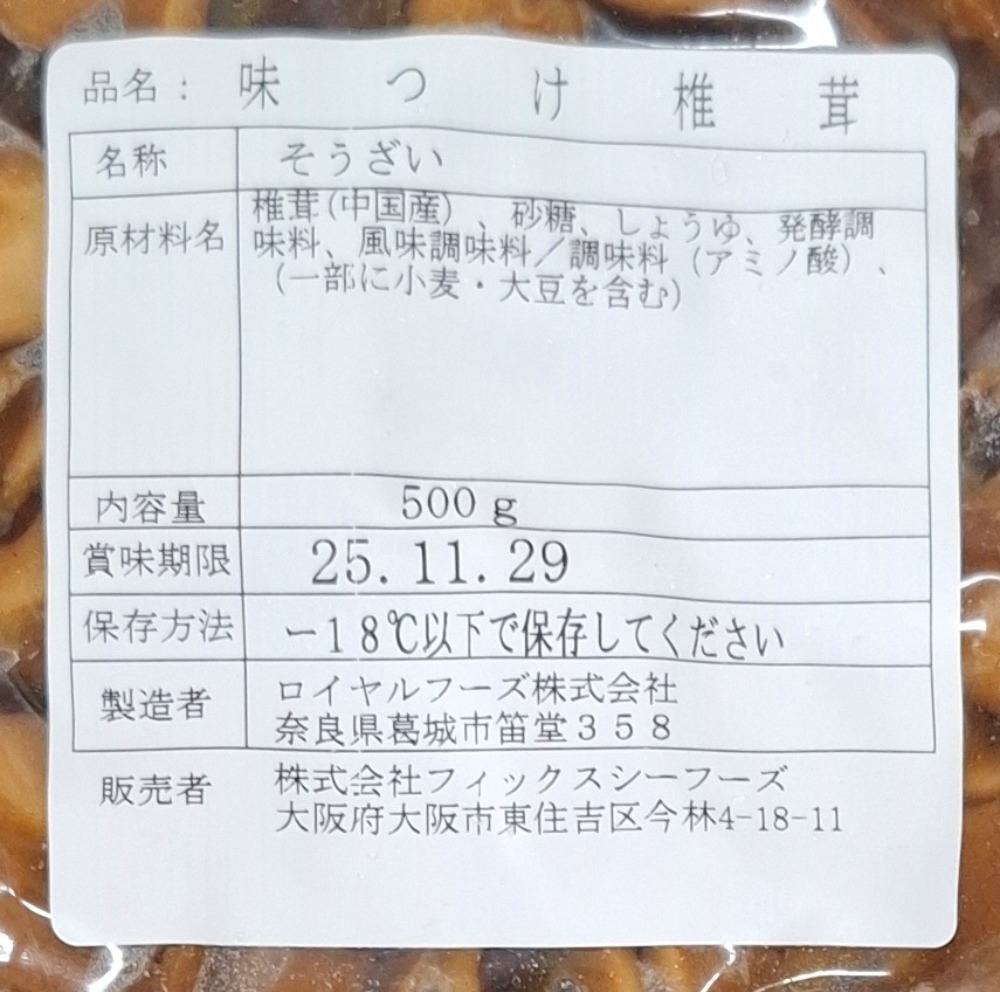 品名： 味つけ椎茸
名称 そうざい
原材料名 椎茸(中国産)、砂糖、しょうゆ、発酵調
味料、風味調味料／調味料（アミノ酸）、
（一部に小麦・大豆を含む）
内容量 500ｇ
賞味期限 25.11.29
保存方法 －１８℃以下で保存してください
製造者 ロイヤルフーズ株式会社
奈良県葛城市笛堂３５８
販売者 株式会社フィックスシーフーズ
大阪府大阪市東住吉区今林4-18-11